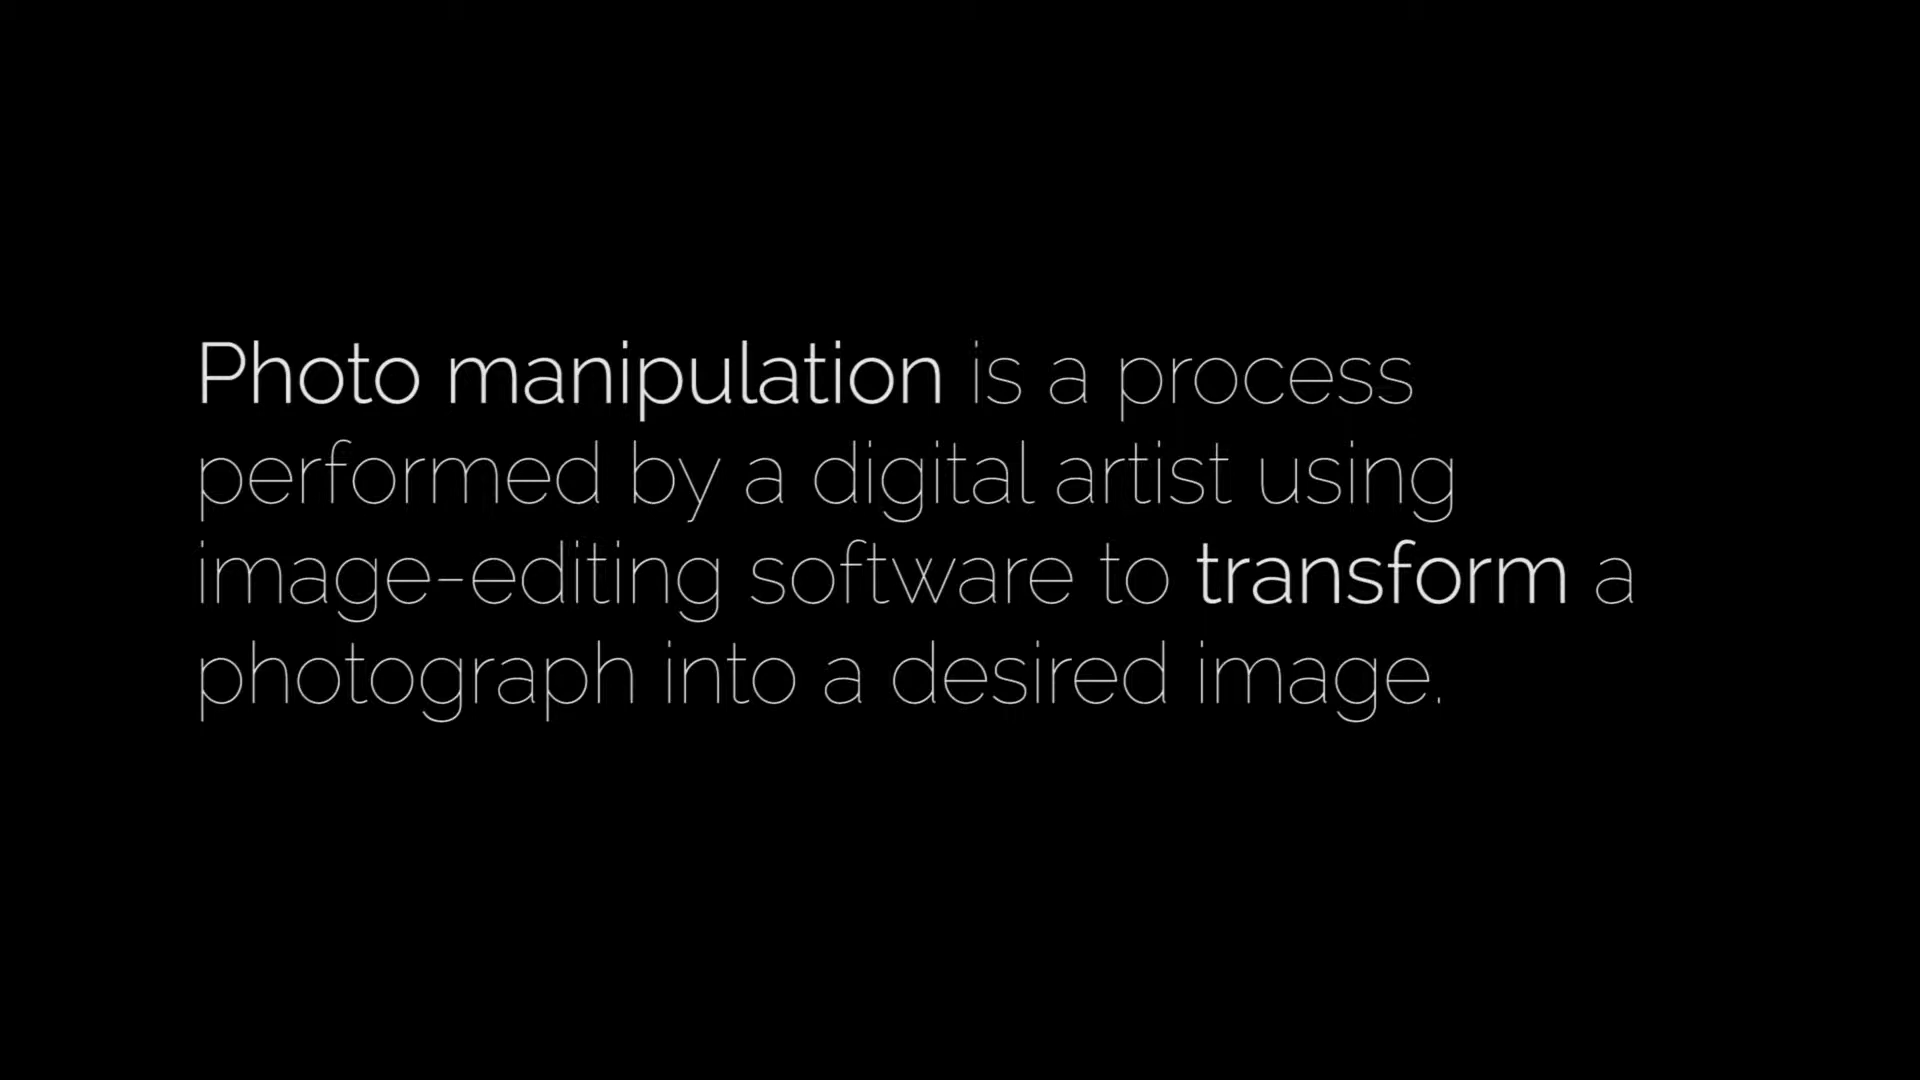 Photo manipulation is a process
performed by a digital artist using
image-editing software to transform a
photograph into a desired image.